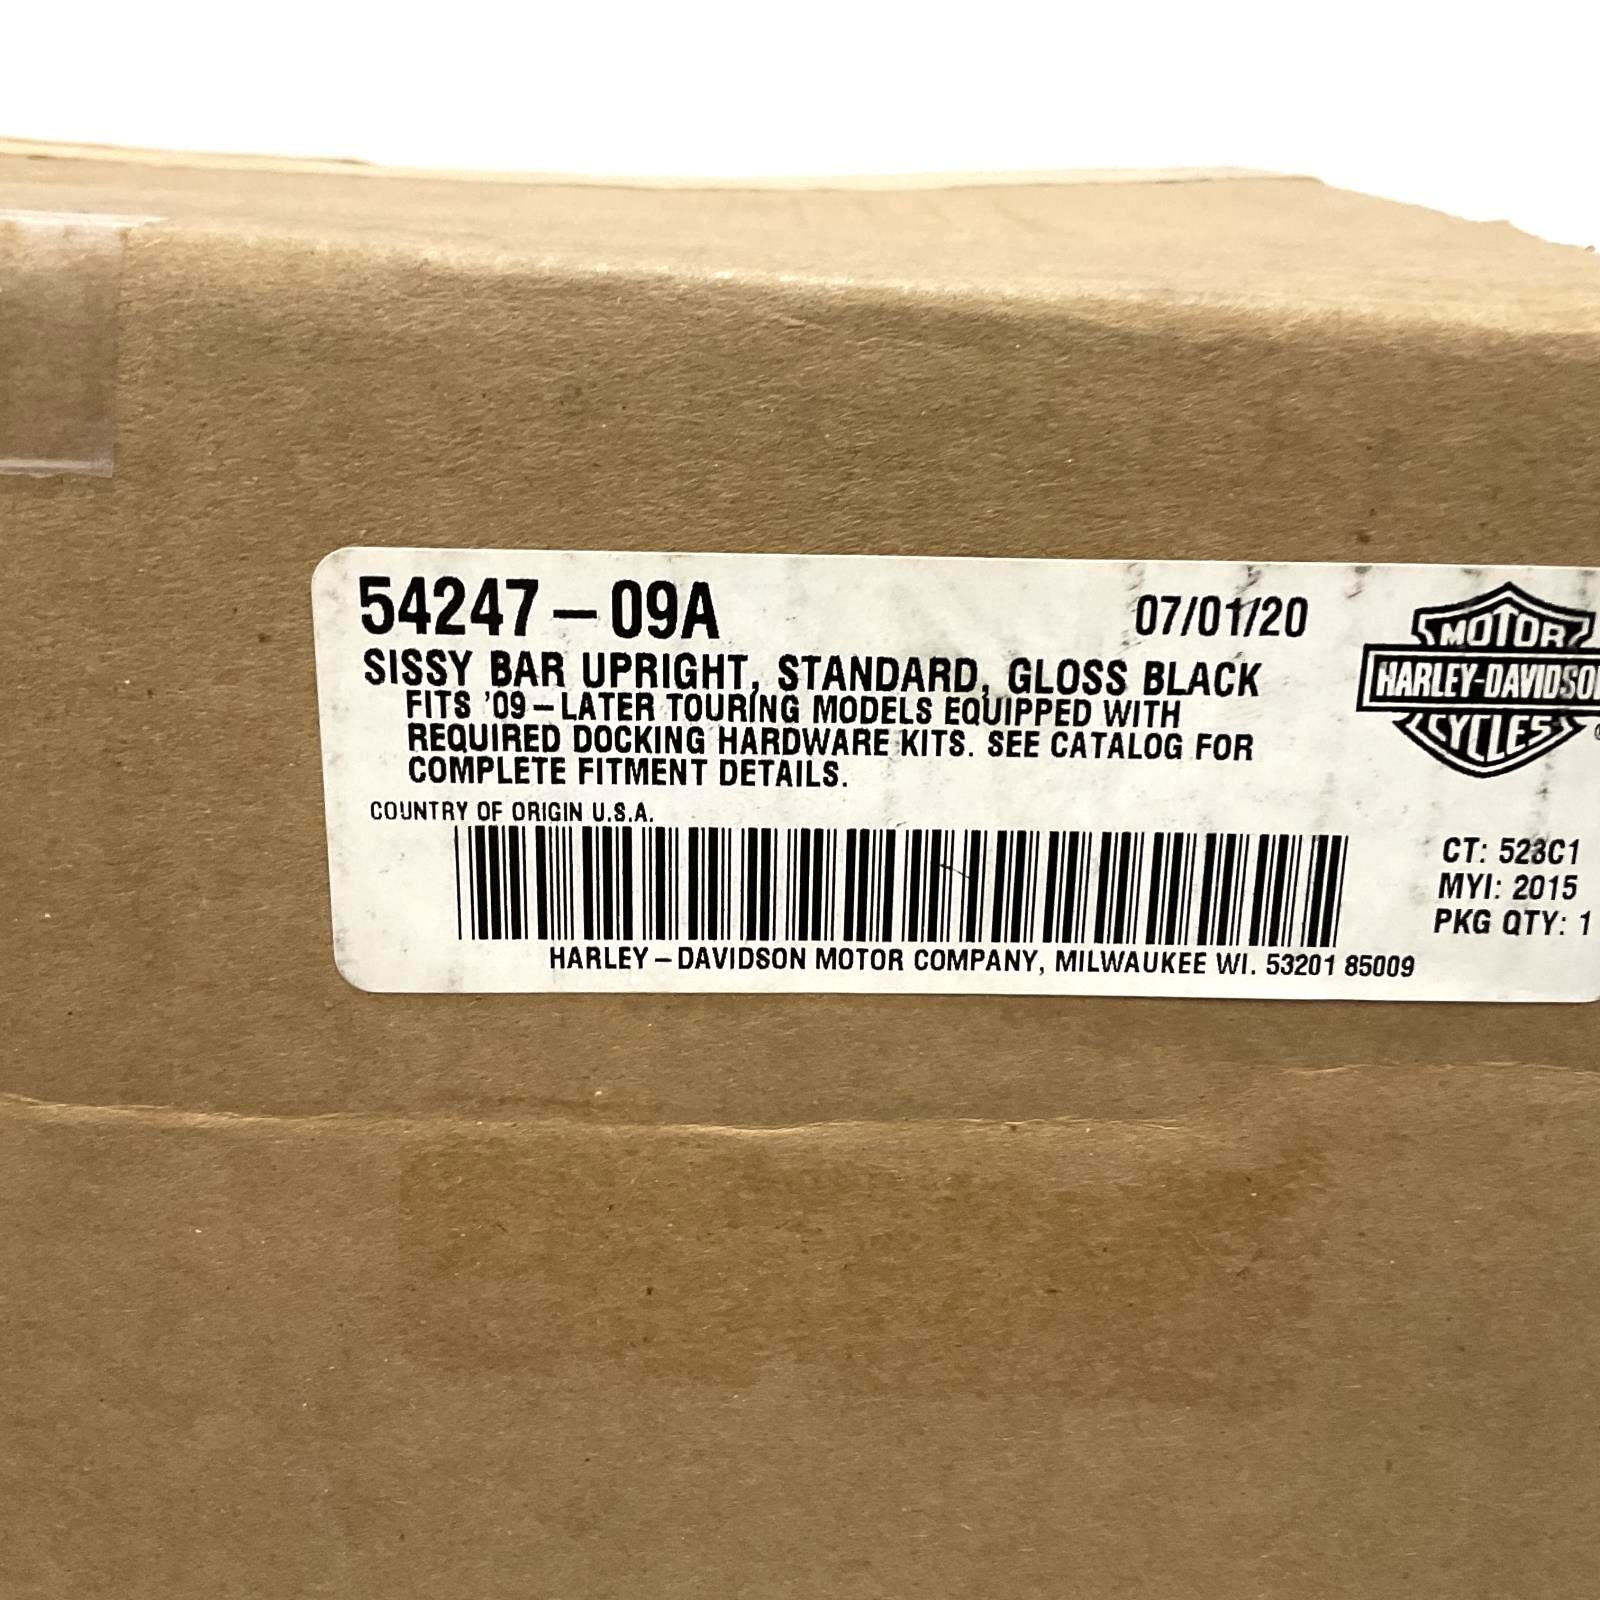 54247-09A
07/01/20
SISSY BAR UPRIGHT, STANDARD, GLOSS BLACK
FITS '09-LATER TOURING MODELS EQUIPPED WITH
REQUIRED DOCKING HARDWARE KITS. SEE CATALOG FOR
COMPLETE FITMENT DETAILS.
COUNTRY OF ORIGIN U.S.A.
MOTOR
HARLEY-DAVIDSON
CYCLES
®
CT: 528C1
MYI: 2015
PKG QTY: 1
HARLEY-DAVIDSON MOTOR COMPANY, MILWAUKEE WI. 53201 85009